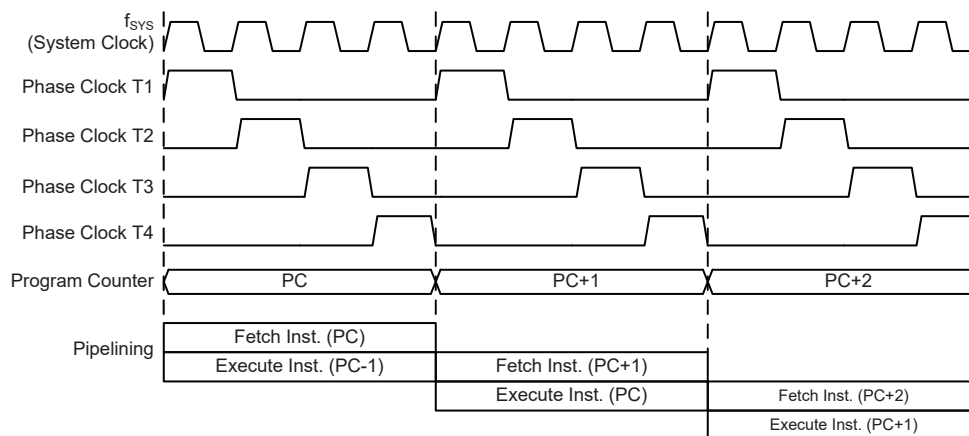 fSYS
(System Clock)
Phase Clock T1
Phase Clock T2
Phase Clock T3
Phase Clock T4
Program Counter PC PC+1 PC+2
Pipelining
Fetch Inst. (PC)
Execute Inst. (PC-1) Fetch Inst. (PC+1)
Execute Inst. (PC) Fetch Inst. (PC+2)
Execute Inst. (PC+1)